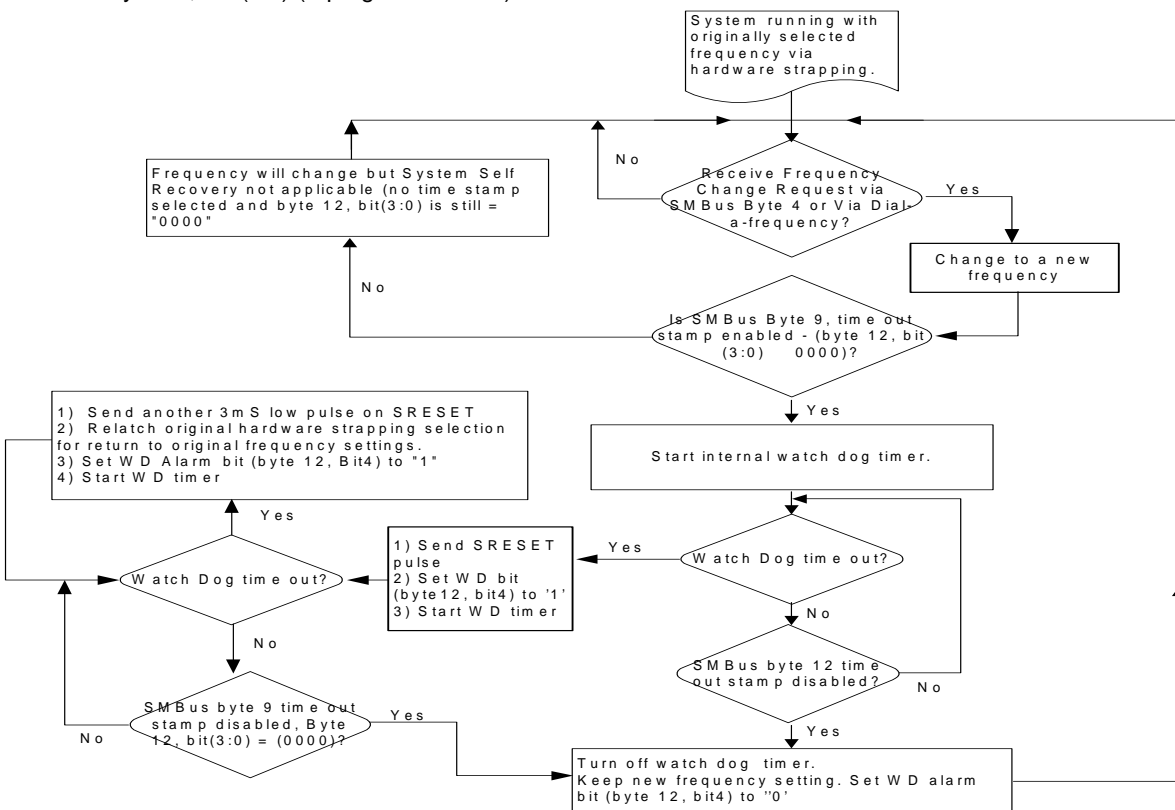 System running with
originally selected
frequency via
hardware strapping.
No
Receive Frequency
Change Request via
SMBus Byte 4 or Via Dial-
a-frequency?
Yes
Frequency will change but System Self
Recovery not applicable (no time stamp
selected and byte 12, bit(3:0) is still =
"0000"
Change to a new
frequency
No
Is SMBus Byte 9, time out
stamp enabled - (byte 12, bit
(3:0) 0000)?
Yes
1) Send another 3mS low pulse on SRESET
2) Relatch original hardware strapping selection
for return to original frequency settings.
3) Set WD Alarm bit (byte 12, Bit4) to "1"
4) Start WD timer
Start internal watch dog timer.
Yes
Watch Dog time out?
1) Send SRESET
pulse
2) Set WD bit
(byte12, bit4) to '1'
3) Start WD timer
Yes
Watch Dog time out?
No
No
SMBus byte 12 time
out stamp disabled?
No
SMBus byte 9 time out
stamp disabled, Byte
12, bit(3:0) = (0000)?
No
Yes
Yes
Turn off watch dog timer.
Keep new frequency setting. Set WD alarm
bit (byte 12, bit4) to ''0'